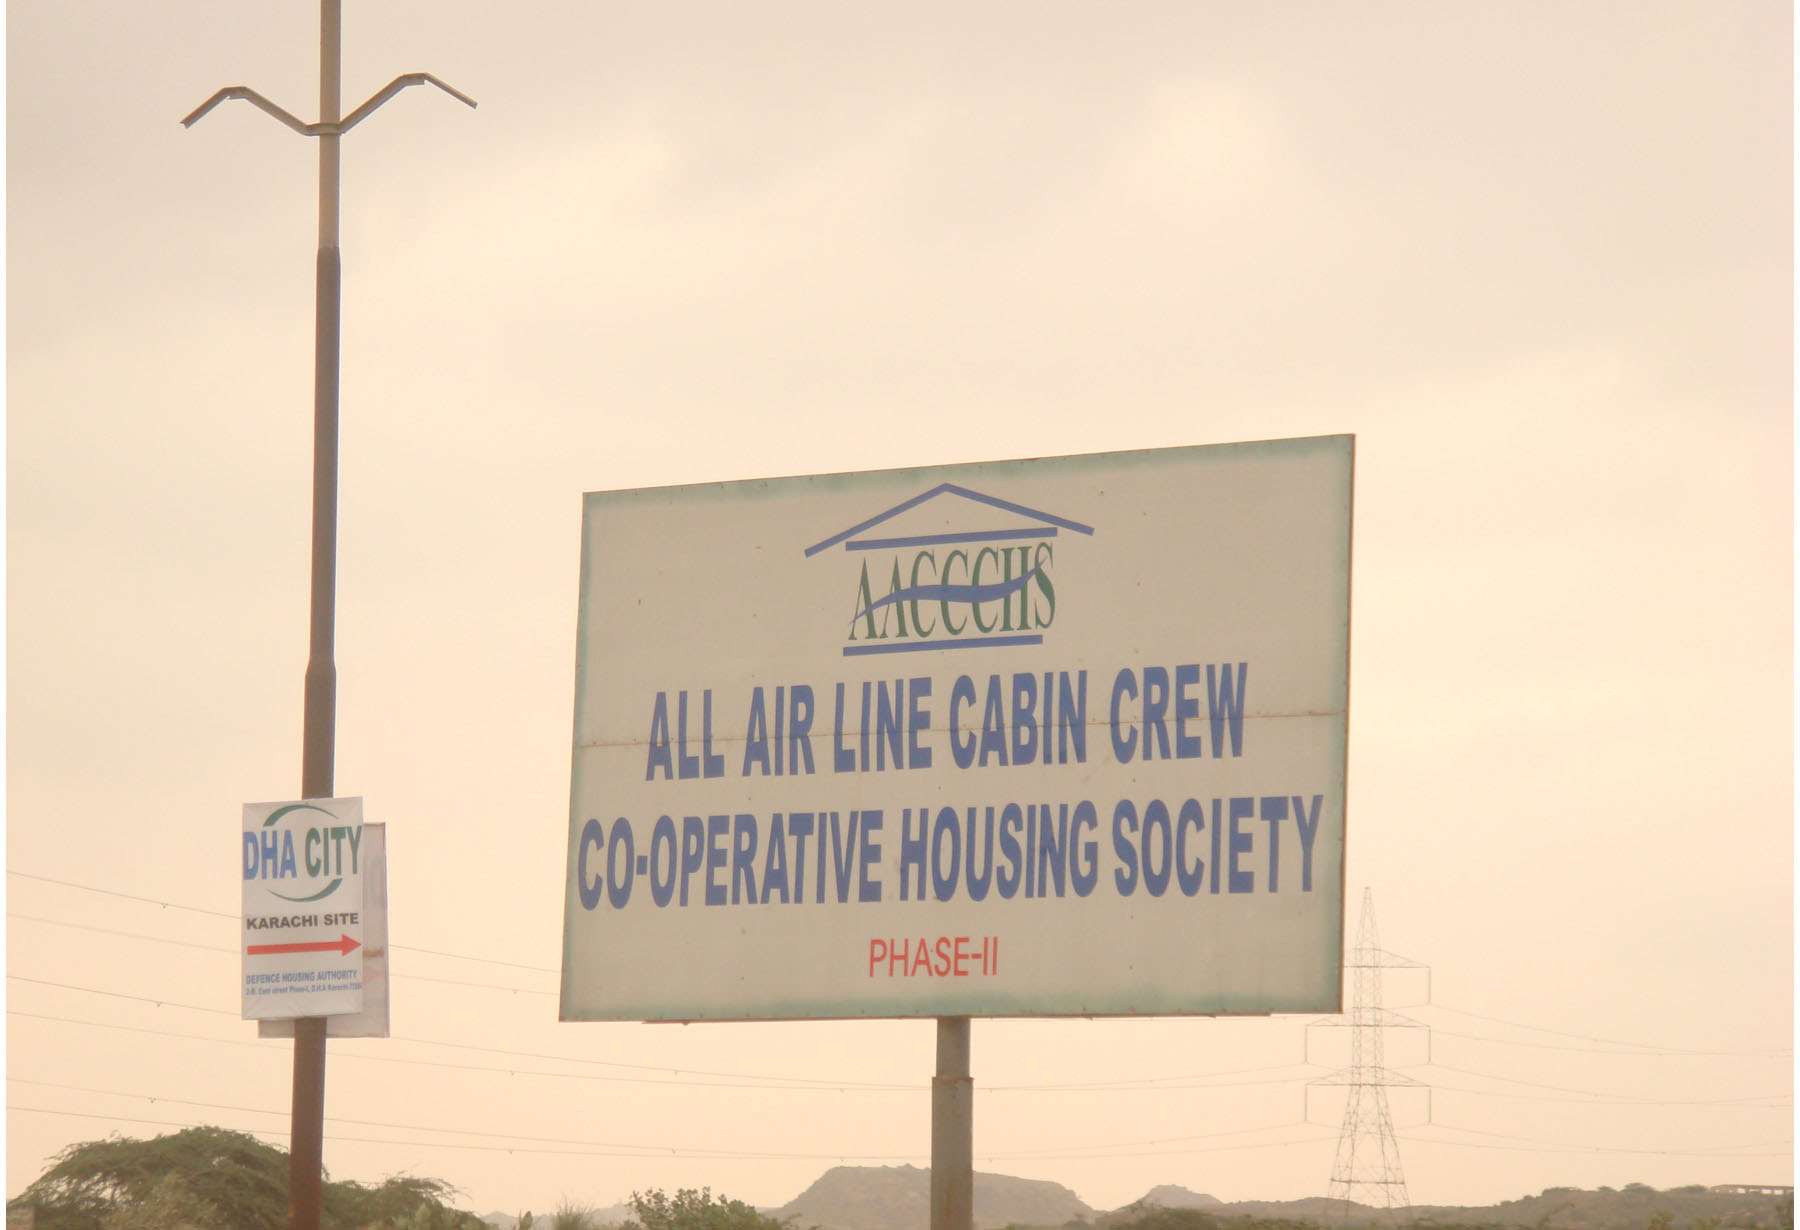 DHA CITY
KARACHI SITE
DEFENCE HOUSING AUTHORITY
AACCCHS
ALL AIR LINE CABIN CREW
CO-OPERATIVE HOUSING SOCIETY
PHASE-II